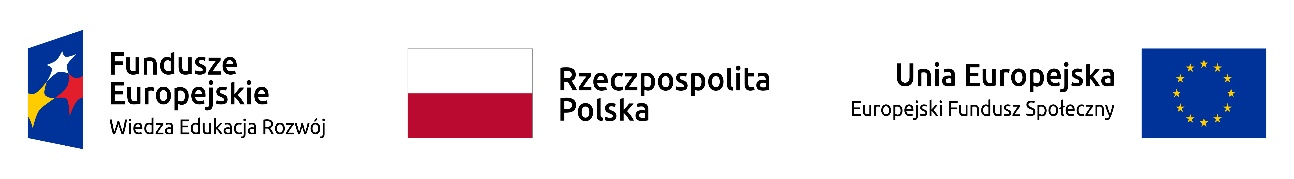 Fundusze
Europejskie
Wiedza Edukacja Rozwój
Rzeczpospolita
Polska
Unia Europejska
Europejski Fundusz Społeczny